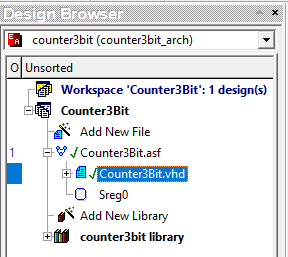 Design Browser
counter3bit (counter3bit_arch)
O Unsorted
Workspace 'Counter3Bit': 1 design(s)
Counter3Bit
Add New File
1 Counter3Bit.asf
Counter3Bit.vhd
Sreg0
Add New Library
counter3bit library